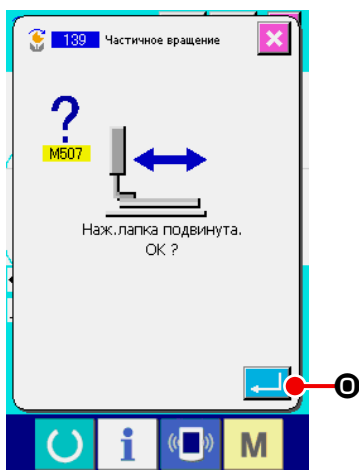 139 Частичное вращение
?
M507
Наж.лапка подвинута.
OK ?
O
i
M